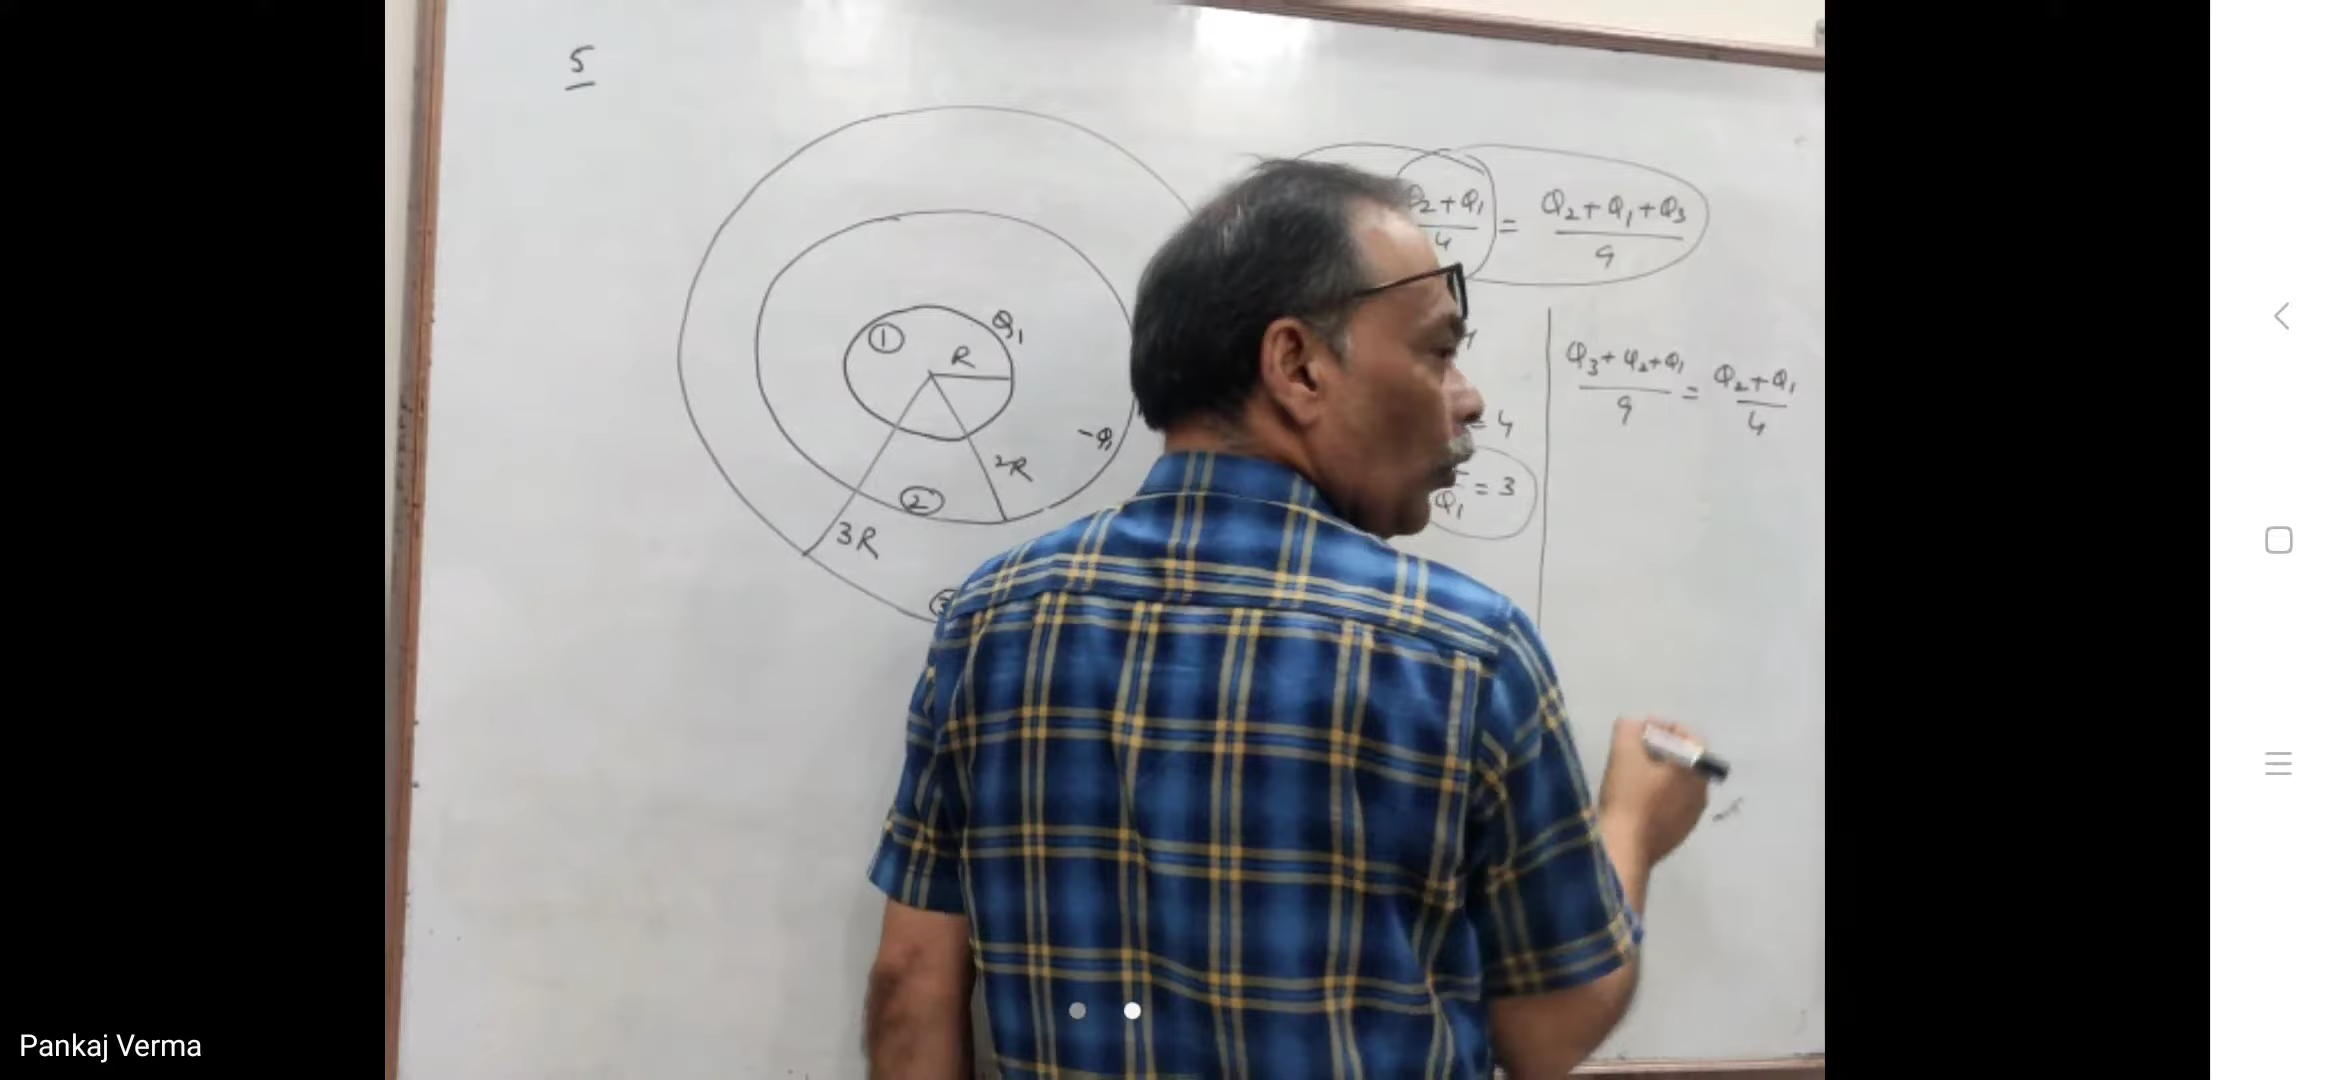 5
Q₂+Q₁/4 = Q₂+Q₁+Q₃/9
① Q₁
R
Q₃+Q₂+Q₁/9 = Q₂+Q₁/4
-Q₁
= 4
2R
②
Q₁ = 3
3R
Pankaj Verma